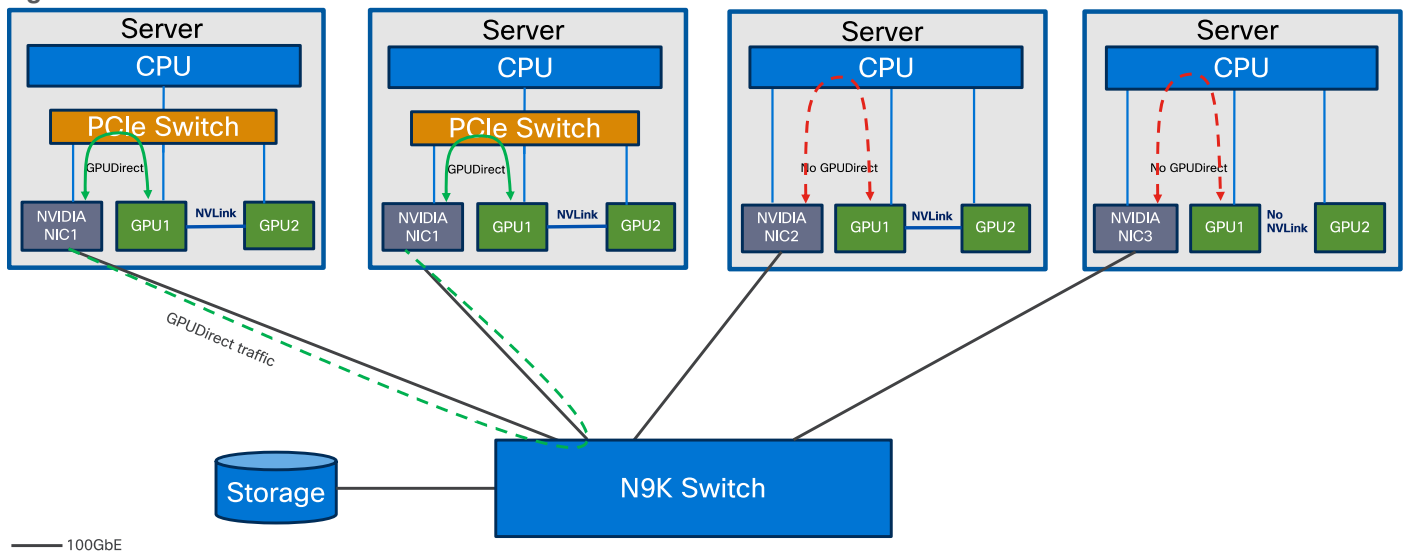 Server
CPU
PCIe Switch
GPUDirect
NVIDIA
NIC1
GPU1
NVLink
GPU2
Server
CPU
PCIe Switch
GPUDirect
NVIDIA
NIC1
GPU1
NVLink
GPU2
Server
CPU
No GPUDirect
NVIDIA
NIC2
GPU1
NVLink
GPU2
Server
CPU
No GPUDirect
NVIDIA
NIC3
GPU1
No
NVLink
GPU2
GPUDirect traffic
Storage
N9K Switch
100GbE